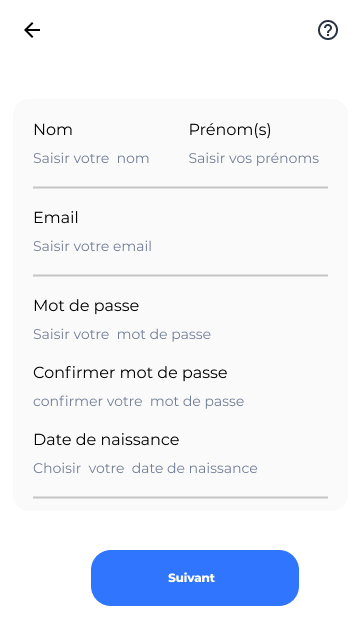 Nom
Prénom(s)
Saisir votre  nom
Saisir vos prénoms
Email
Saisir votre email
Mot de passe
Saisir votre  mot de passe
Confirmer mot de passe
confirmer votre  mot de passe
Date de naissance
Choisir  votre  date de naissance
Suivant